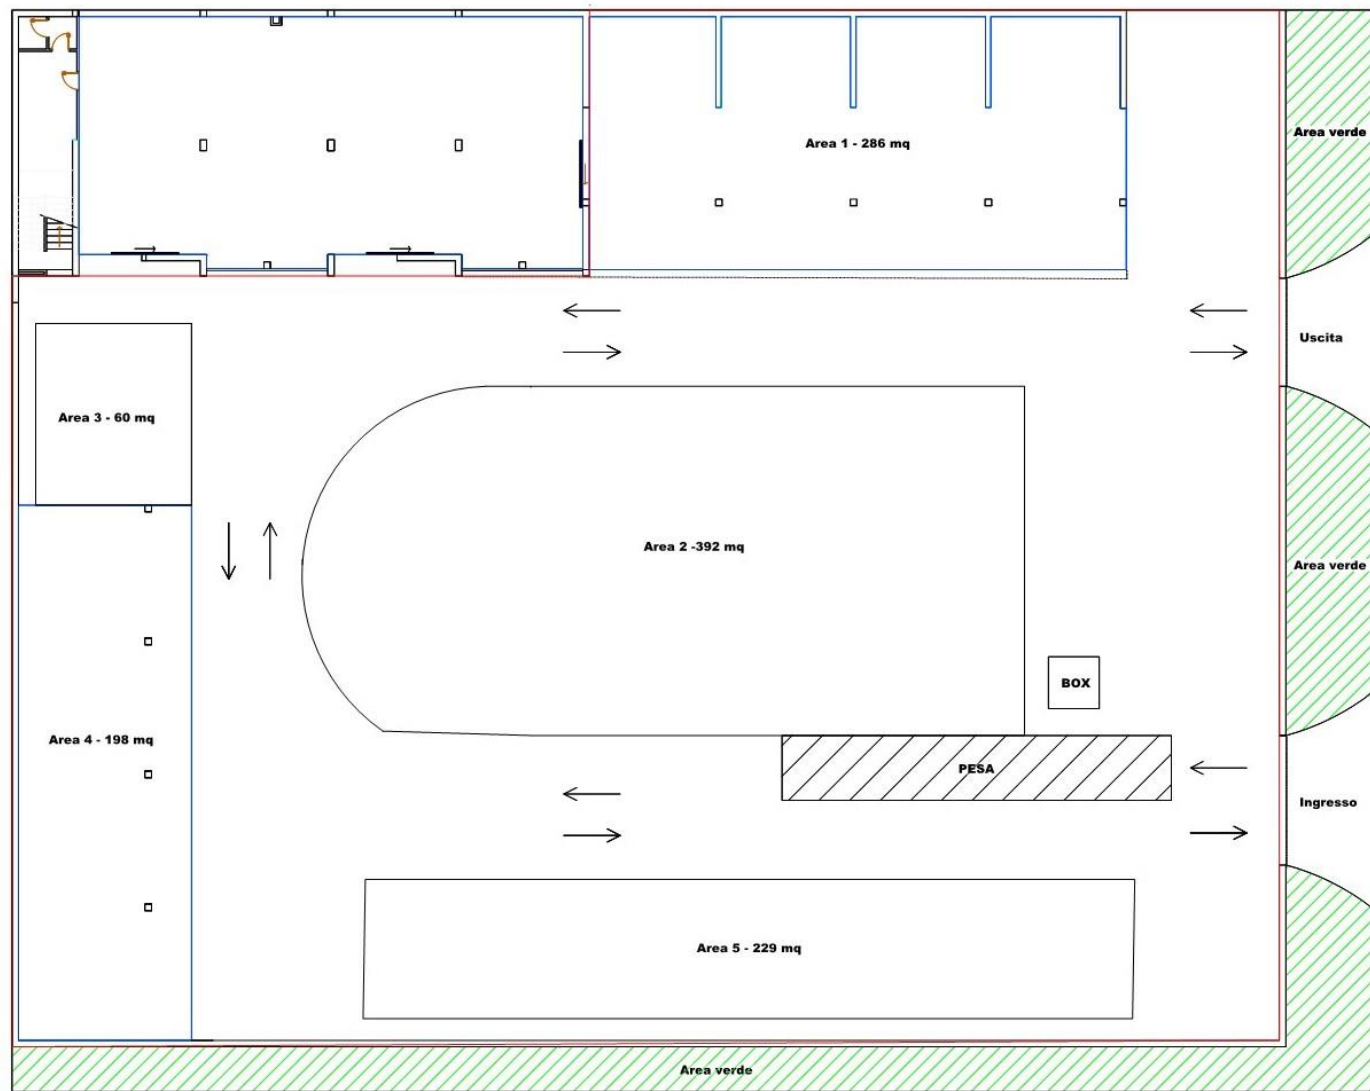 Area verde
Area 1 - 286 mq
Uscita
Area 3 - 60 mq
Area 2 -392 mq
Area verde
BOX
Area 4 - 198 mq
PESA
Ingresso
Area 5 - 229 mq
Area verde